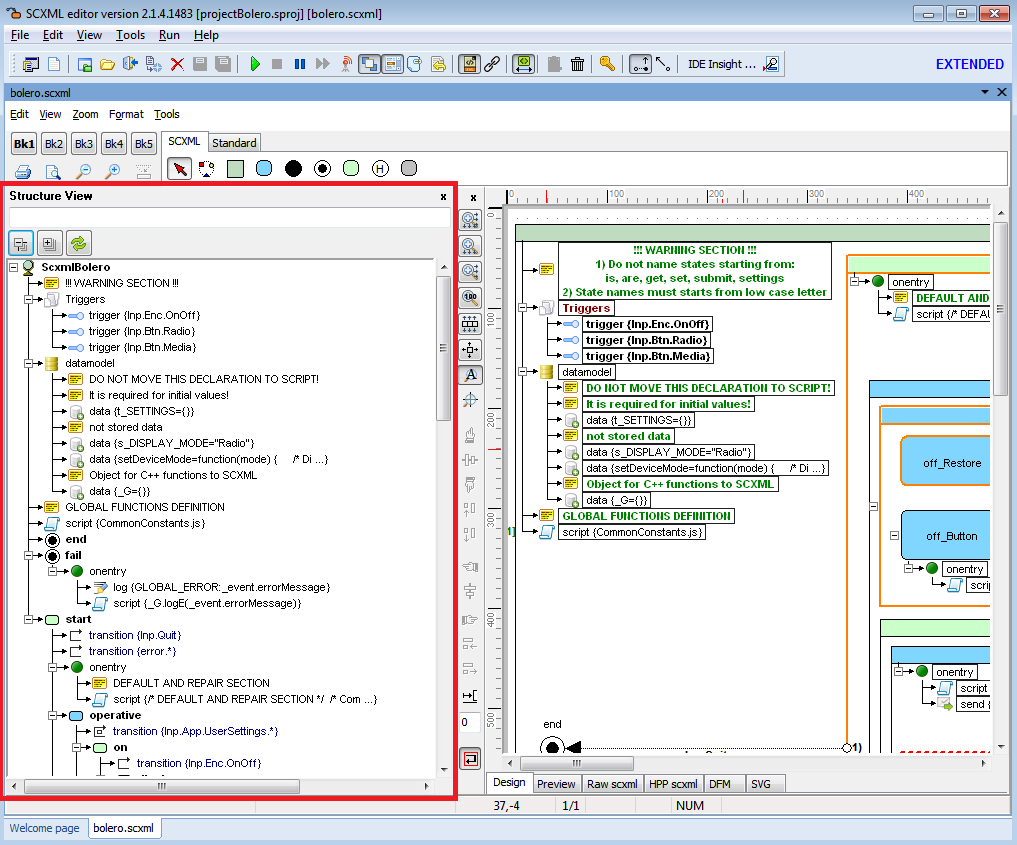 SCXML editor version 2.1.4.1483 [projectBolero.sproj] [bolero.scxml]
File Edit View Tools Run Help
IDE Insight ...
EXTENDED
bolero.scxml
Edit View Zoom Format Tools
Bk1 Bk2 Bk3 Bk4 Bk5 SCXML Standard
H
Structure View
ScxmlBolero
!!! WARNING SECTION !!!
Triggers
trigger {Inp.Enc.OnOff}
trigger {Inp.Btn.Radio}
trigger {Inp.Btn.Media}
datamodel
DO NOT MOVE THIS DECLARATION TO SCRIPT!
It is required for initial values!
data {t_SETTINGS={}}
not stored data
data {s_DISPLAY_MODE="Radio"}
data {setDeviceMode=function(mode) { /* Di ...}
Object for C++ functions to SCXML
data {_G={}}
GLOBAL FUNCTIONS DEFINITION
script {CommonConstants.js}
end
fail
onentry
log {GLOBAL_ERROR:_event.errorMessage}
script {_G.logE(_event.errorMessage)}
start
transition {Inp.Quit}
transition {error.*}
onentry
DEFAULT AND REPAIR SECTION
script {/* DEFAULT AND REPAIR SECTION */ /* Com ...}
operative
transition {Inp.App.UserSettings.*}
on
transition {Inp.Enc.OnOff}
100
A
0
0 100 200 300 400
0
100
200
300
400
500
!!! WARNING SECTION !!!
1) Do not name states starting from:
is, are, get, set, submit, settings
2) State names must starts from low case letter
Triggers
trigger {Inp.Enc.OnOff}
trigger {Inp.Btn.Radio}
trigger {Inp.Btn.Media}
datamodel
DO NOT MOVE THIS DECLARATION TO SCRIPT!
It is required for initial values!
data {t_SETTINGS={}}
not stored data
data {s_DISPLAY_MODE="Radio"}
data {setDeviceMode=function(mode) { /* Di ...}
Object for C++ functions to SCXML
data {_G={}}
GLOBAL FUNCTIONS DEFINITION
script {CommonConstants.js}
1]
end
1)
onentry
DEFAULT AND
script {/* DEFAU
off_Restore
off_Button
onentry
scri
onentry
script
send {
Design Preview Raw scxml HPP scxml DFM SVG
37,-4 1/1 NUM
Welcome page bolero.scxml